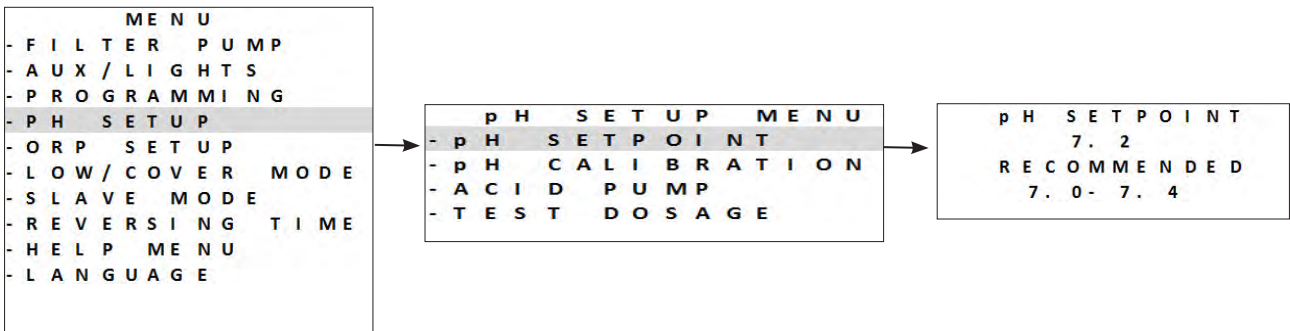 MENU
-FILTER PUMP
-AUX/LIGHTS
-PROGRAMMING
-PH SETUP
-ORP SETUP
-LOW/COVER MODE
-SLAVE MODE
-REVERSING TIME
-HELP MENU
-LANGUAGE
pH SETUP MENU
-pH SETPOINT
-pH CALIBRATION
-ACID PUMP
-TEST DOSAGE
pH SETPOINT
7.2
RECOMMENDED
7.0-7.4